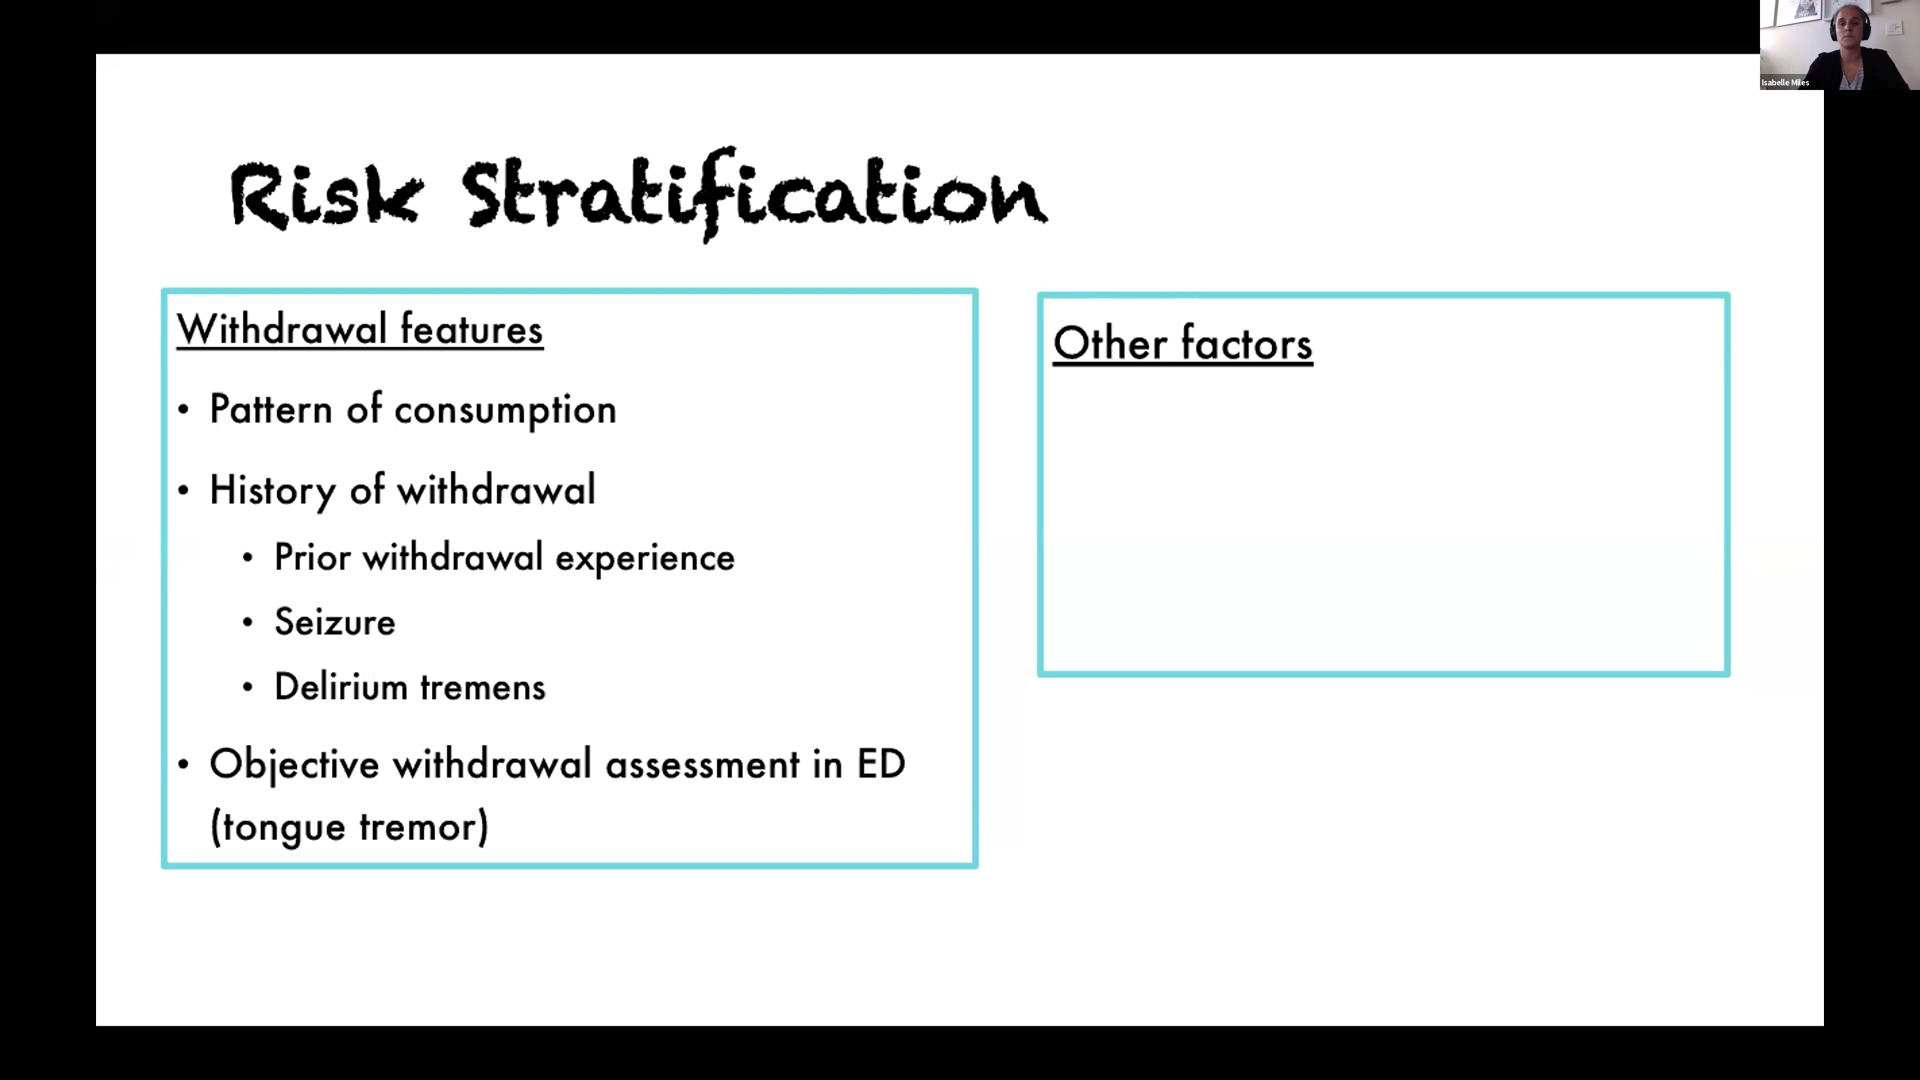 Isabelle Miles
Risk Stratification
Withdrawal features
• Pattern of consumption
• History of withdrawal
• Prior withdrawal experience
• Seizure
• Delirium tremens
• Objective withdrawal assessment in ED
(tongue tremor)
Other factors